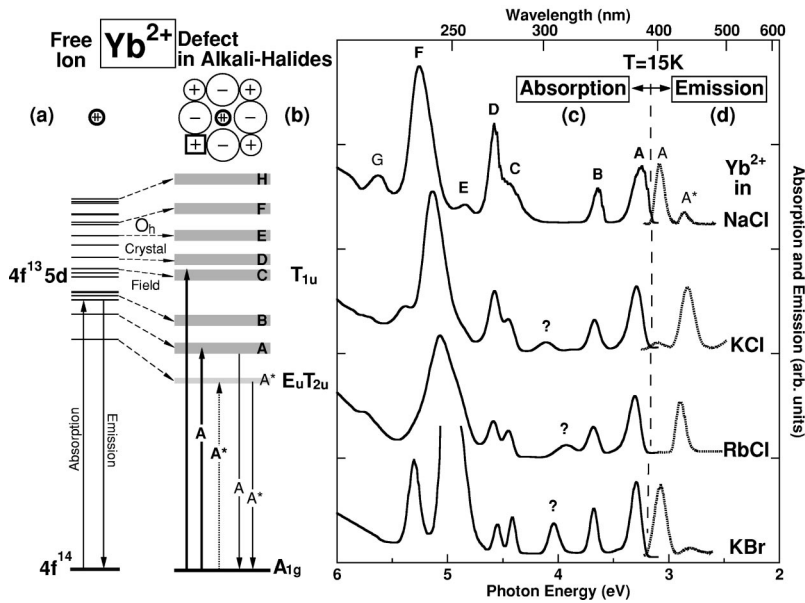 Wavelength (nm)
250 300 400 500 600
Free Ion
Yb2+
Defect in Alkali-Halides
(a)
(b)
+ − +
− −
+ − +
H
F
E
D
C
B
A
A*
Oh
Crystal
Field
4f13 5d
T1u
EuT2u
Absorption
Emission
A
A*
A
A*
4f14
A1g
T=15K
Absorption
Emission
(c)
(d)
G
F
E
D
C
B
A
A
A*
Yb2+
in
NaCl
?
KCl
?
RbCl
?
KBr
6 5 4 3 2
Photon Energy (eV)
Absorption and Emission (arb. units)